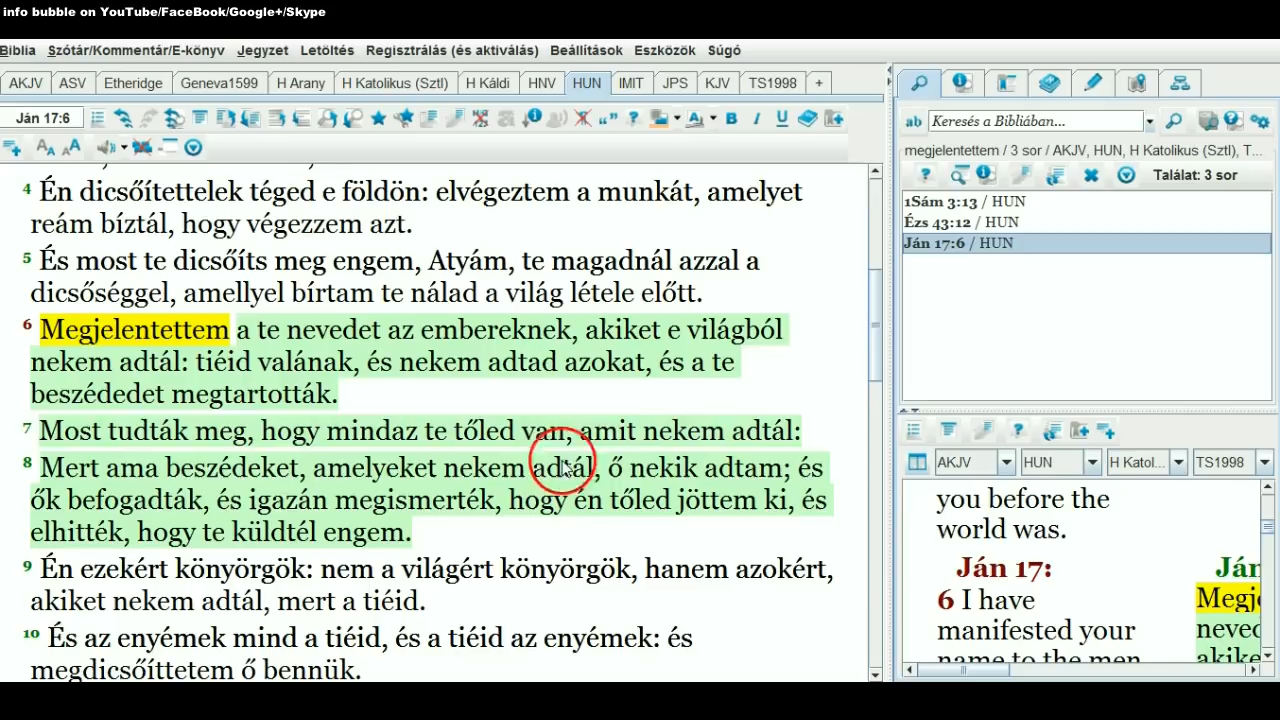 info bubble on YouTube/FaceBook/Google+/Skype
Biblia Szótár/Kommentár/E-könyv Jegyzet Letöltés Regisztrálás (és aktiválás) Beállítások Eszközök Súgó
AKJV ASV Etheridge Geneva1599 H Arany H Katolikus (Sztl) H Káldi HNV HUN IMIT JPS KJV TS1998 +
Ján 17:6
4 Én dicsőítettelek téged e földön: elvégeztem a munkát, amelyet
reám bíztál, hogy végezzem azt.
5 És most te dicsőíts meg engem, Atyám, te magadnál azzal a
dicsőséggel, amellyel bírtam te nálad a világ létele előtt.
6 Megjelentettem a te nevedet az embereknek, akiket e világból
nekem adtál: tiéid valának, és nekem adtad azokat, és a te
beszédedet megtartották.
7 Most tudták meg, hogy mindaz te tőled van, amit nekem adtál:
8 Mert ama beszédeket, amelyeket nekem adtál, ő nekik adtam; és
ők befogadták, és igazán megismerték, hogy én tőled jöttem ki, és
elhitték, hogy te küldtél engem.
9 Én ezekért könyörgök: nem a világért könyörgök, hanem azokért,
akiket nekem adtál, mert a tiéid.
10 És az enyémek mind a tiéid, és a tiéid az enyémek: és
megdicsőíttetem ő bennük.
ab Keresés a Bibliában...
megjelentettem / 3 sor / AKJV, HUN, H Katolikus (Sztl), T...
Találat: 3 sor
1Sám 3:13 / HUN
Ézs 43:12 / HUN
Ján 17:6 / HUN
AKJV HUN H Katol... TS1998
you before the
world was.
Ján 17:
6 I have
manifested your
name to the men
Ján
Megje
neved
akike